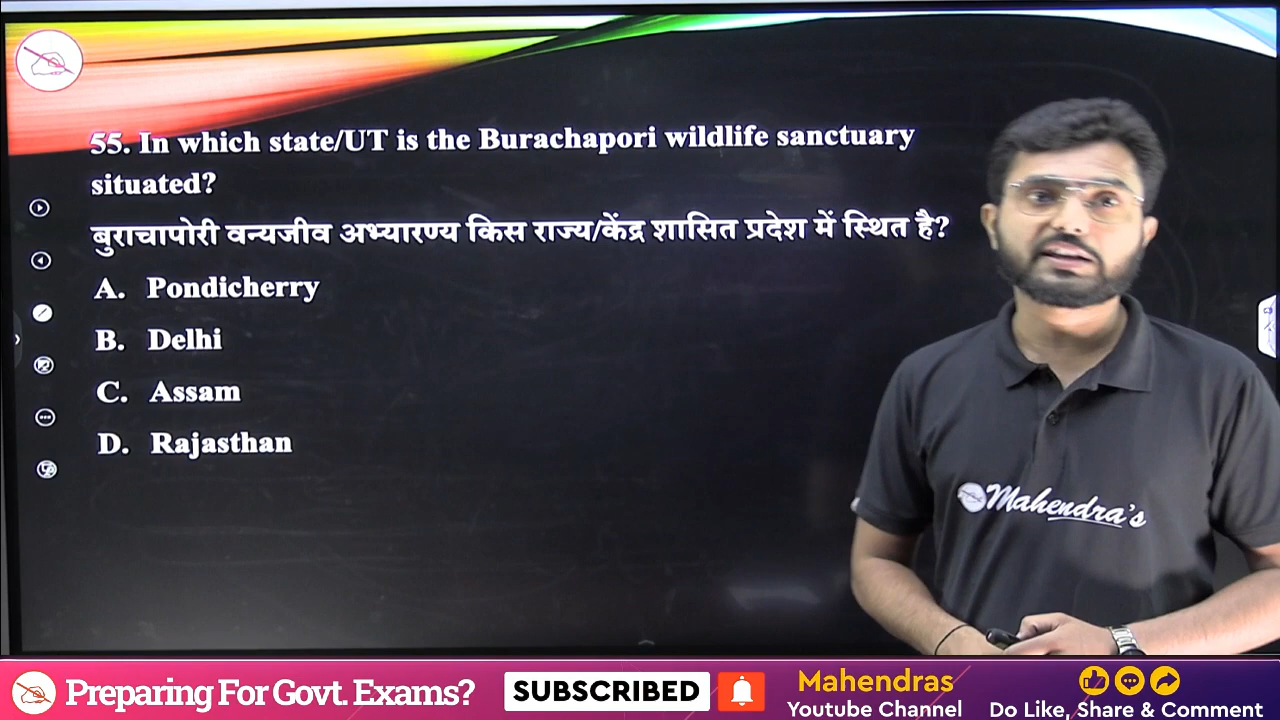 55. In which state/UT is the Burachapori wildlife sanctuary
situated?
बुराचापोरी वन्यजीव अभ्यारण्य किस राज्य/केंद्र शासित प्रदेश में स्थित है?
A. Pondicherry
B. Delhi
C. Assam
D. Rajasthan
Mahendra's
Preparing For Govt. Exams?
SUBSCRIBED
Mahendras
Youtube Channel
Do Like, Share & Comment